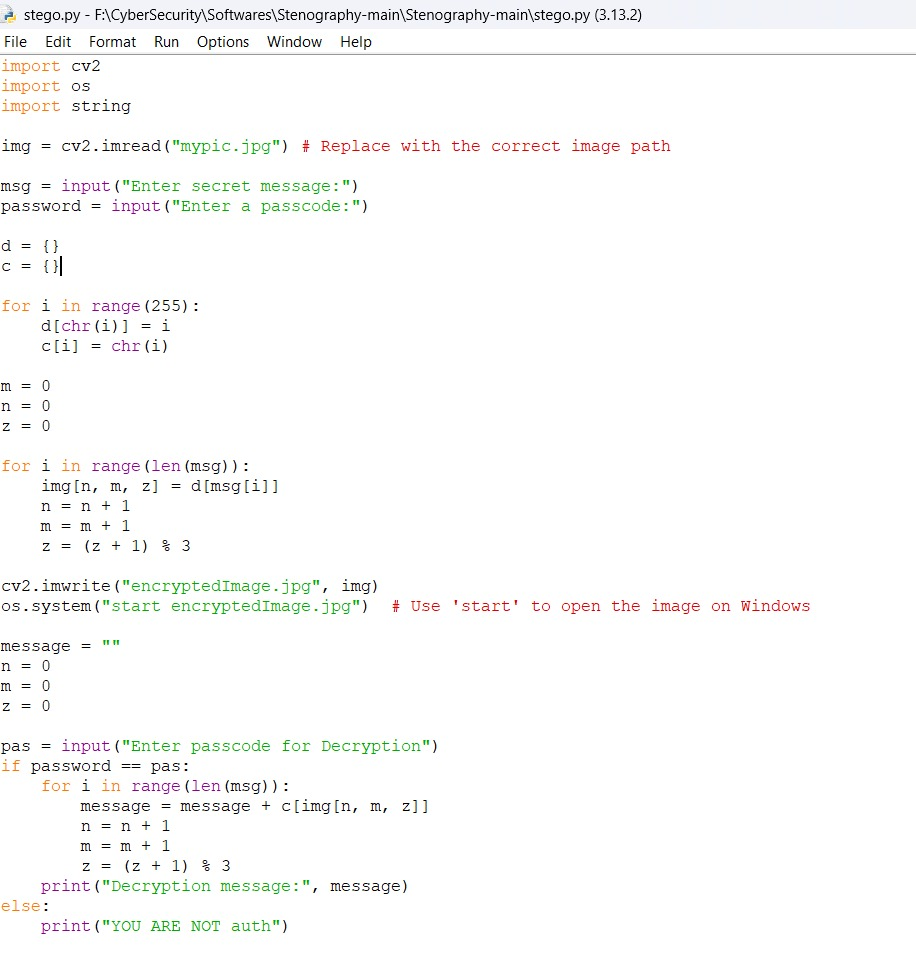 stego.py - F:\CyberSecurity\Softwares\Stenography-main\Stenography-main\stego.py (3.13.2)
File Edit Format Run Options Window Help
import cv2
import os
import string

img = cv2.imread("mypic.jpg") # Replace with the correct image path

msg = input("Enter secret message:")
password = input("Enter a passcode:")

d = {}
c = {}

for i in range(255):
    d[chr(i)] = i
    c[i] = chr(i)

m = 0
n = 0
z = 0

for i in range(len(msg)):
    img[n, m, z] = d[msg[i]]
    n = n + 1
    m = m + 1
    z = (z + 1) % 3

cv2.imwrite("encryptedImage.jpg", img)
os.system("start encryptedImage.jpg")  # Use 'start' to open the image on Windows

message = ""
n = 0
m = 0
z = 0

pas = input("Enter passcode for Decryption")
if password == pas:
    for i in range(len(msg)):
        message = message + c[img[n, m, z]]
        n = n + 1
        m = m + 1
        z = (z + 1) % 3
    print("Decryption message:", message)
else:
    print("YOU ARE NOT auth")